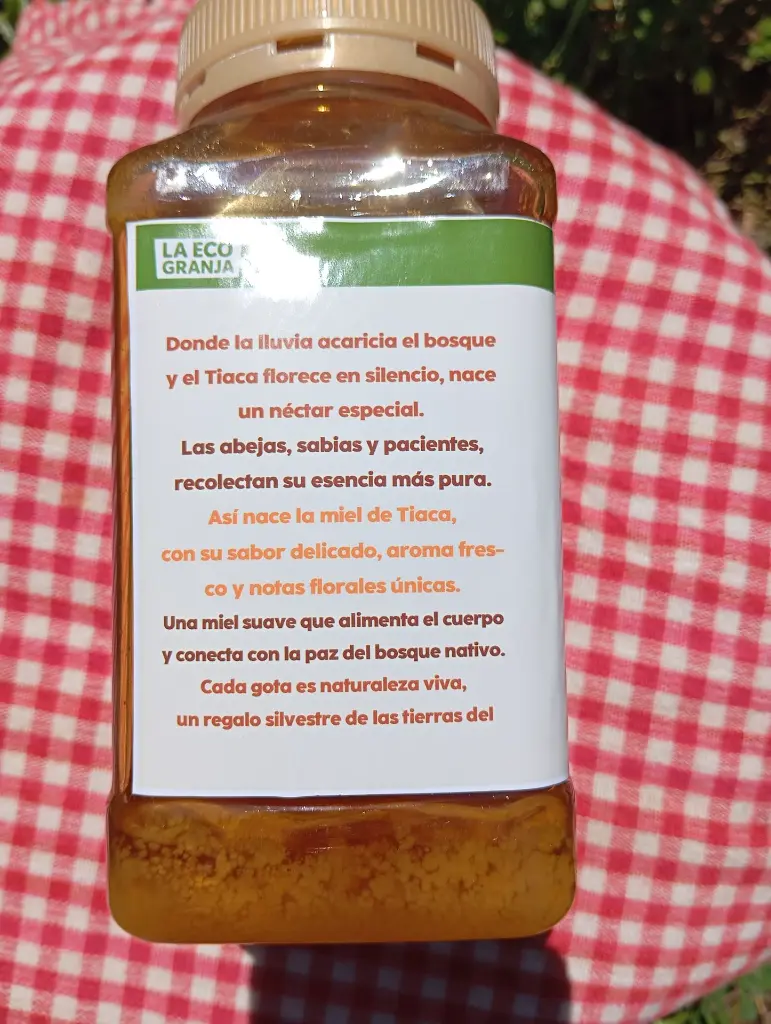 LA ECO
GRANJA
Donde la lluvia acaricia el bosque
y el Tiaca florece en silencio, nace
un néctar especial.
Las abejas, sabias y pacientes,
recolectan su esencia más pura.
Así nace la miel de Tiaca,
con su sabor delicado, aroma fres-
co y notas florales únicas.
Una miel suave que alimenta el cuerpo
y conecta con la paz del bosque nativo.
Cada gota es naturaleza viva,
un regalo silvestre de las tierras del